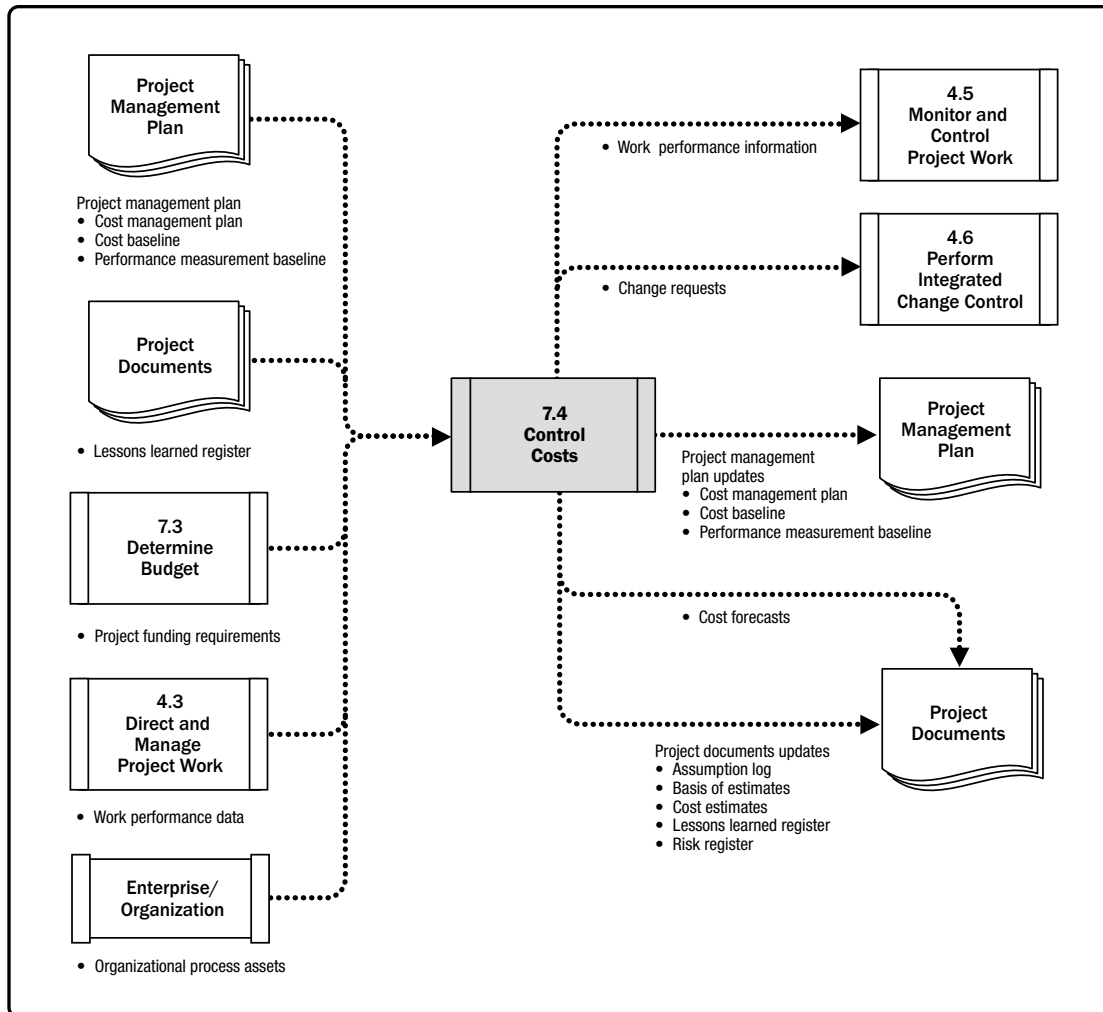 Project
Management
Plan
Project management plan
• Cost management plan
• Cost baseline
• Performance measurement baseline
Project
Documents
• Lessons learned register
7.3
Determine
Budget
• Project funding requirements
4.3
Direct and
Manage
Project Work
• Work performance data
Enterprise/
Organization
• Organizational process assets
7.4
Control
Costs
• Work performance information
4.5
Monitor and
Control
Project Work
• Change requests
4.6
Perform
Integrated
Change Control
Project management
plan updates
• Cost management plan
• Cost baseline
• Performance measurement baseline
Project
Management
Plan
• Cost forecasts
Project documents updates
• Assumption log
• Basis of estimates
• Cost estimates
• Lessons learned register
• Risk register
Project
Documents